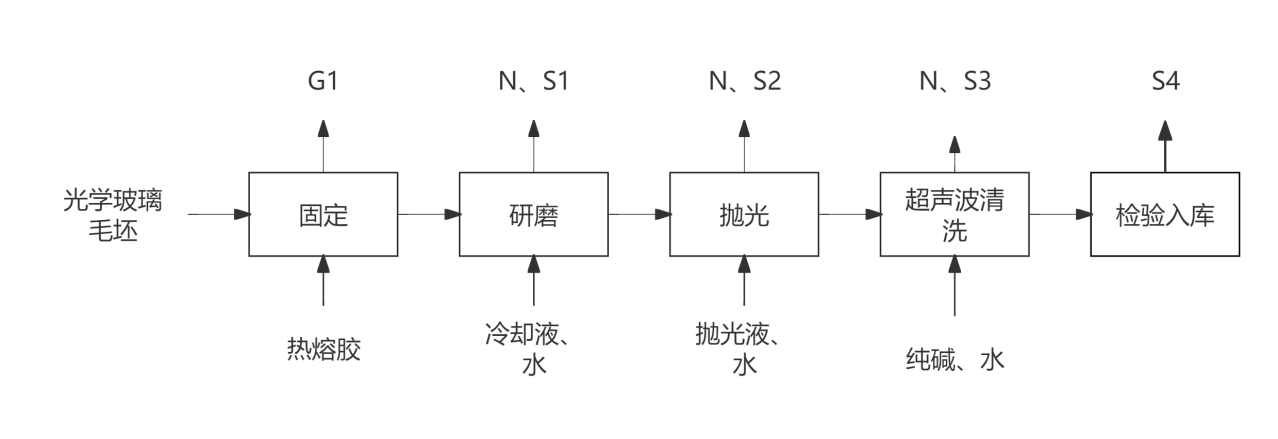 G1
N、S1
N、S2
N、S3
S4
光学玻璃
毛坯
固定
研磨
抛光
超声波清
洗
检验入库
热熔胶
冷却液、
水
抛光液、
水
纯碱、水